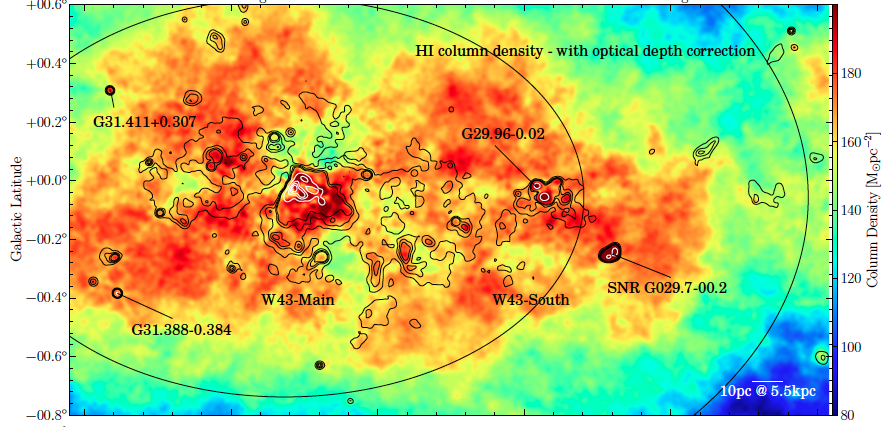 +00.6°
HI column density - with optical depth correction
+00.4°
180
G31.411+0.307
+00.2°
G29.96-0.02
160
+00.0°
140
−00.2°
SNR G029.7-00.2
120
−00.4°
W43-Main
W43-South
G31.388-0.384
100
−00.6°
10pc @ 5.5kpc
−00.8°
80
Galactic Latitude
Column Density [M⊙pc⁻²]